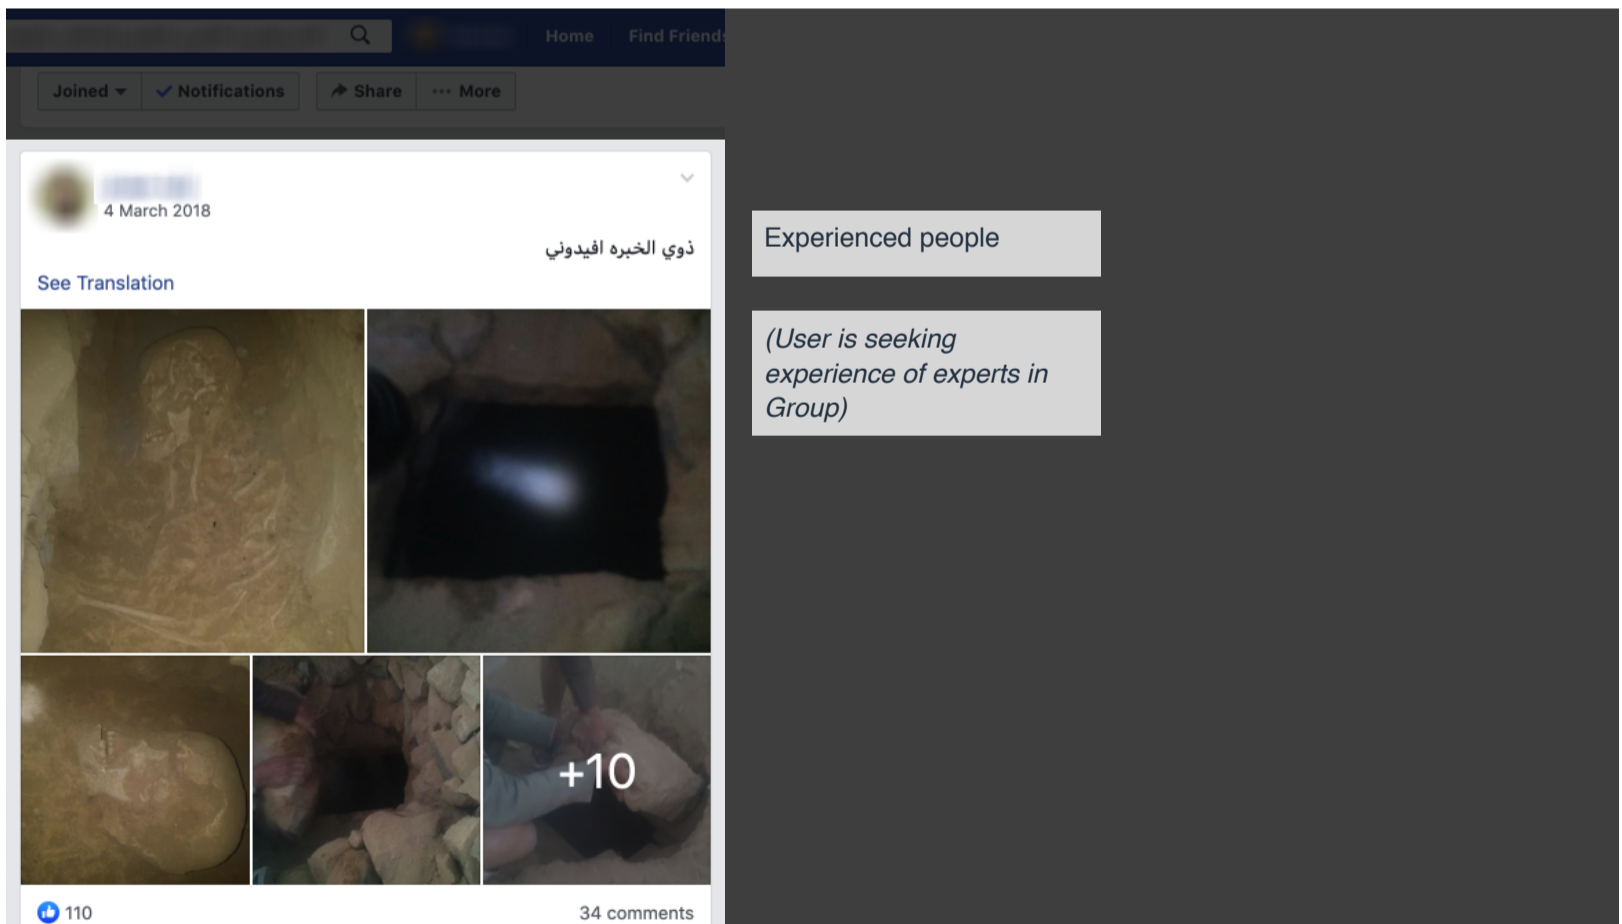 Home
Find Friends
Joined
Notifications
Share
More
4 March 2018
ذوي الخبره افيدوني
See Translation
+10
110
34 comments
Experienced people
(User is seeking
experience of experts in
Group)